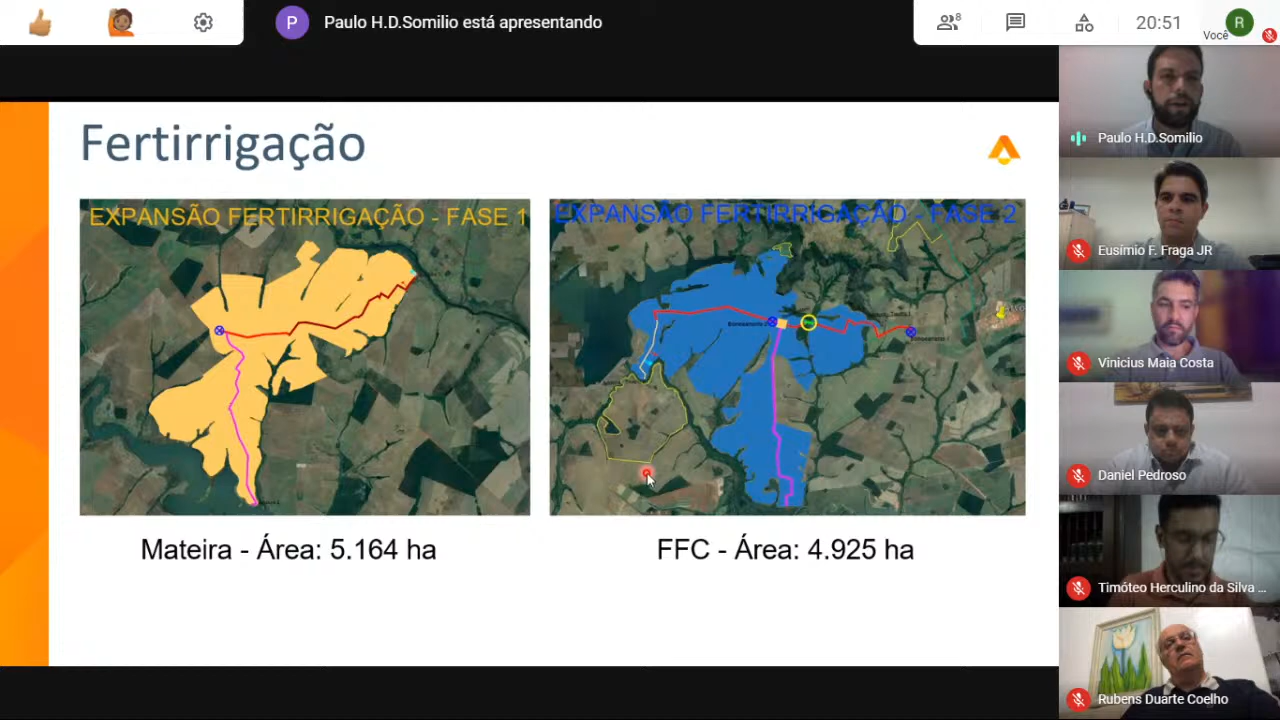 P
Paulo H.D.Somilio está apresentando
8
20:51
Você
R
Fertirrigação
EXPANSÃO FERTIRRIGAÇÃO - FASE 1
EXPANSÃO FERTIRRIGAÇÃO - FASE 2
Mateira - Área: 5.164 ha
FFC - Área: 4.925 ha
Paulo H.D.Somilio
Eusímio F. Fraga JR
Vinicius Maia Costa
Daniel Pedroso
Timóteo Herculino da Silva ...
Rubens Duarte Coelho